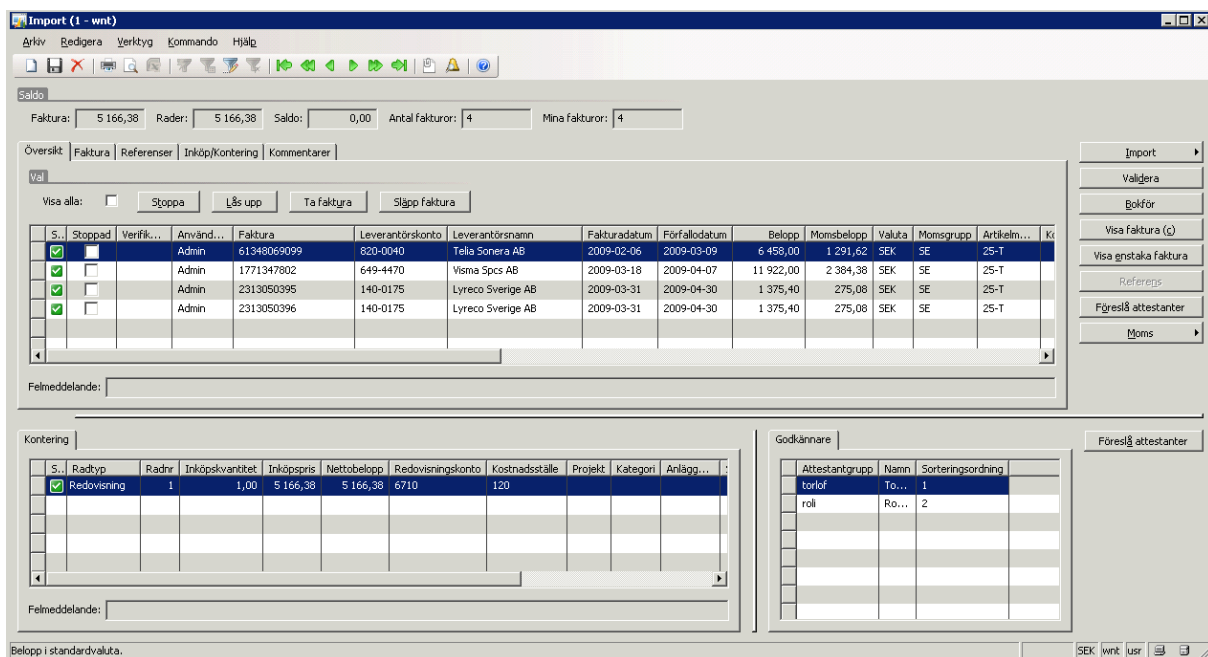 Import (1 - wnt)
Arkiv Redigera Verktyg Kommando Hjälp
Saldo
Faktura: 5 166,38 Rader: 5 166,38 Saldo: 0,00 Antal fakturor: 4 Mina fakturor: 4
Översikt Faktura Referenser Inköp/Kontering Kommentarer
Import
Val
Validera
Visa alla: Stoppa Lås upp Ta faktura Släpp faktura
Bokför
S.. Stoppad Verifik... Använd... Faktura Leverantörskonto Leverantörsnamn Fakturadatum Förfallodatum Belopp Momsbelopp Valuta Momsgrupp Artikelm... Kc
Visa faktura (c)
Admin 61348069099 820-0040 Telia Sonera AB 2009-02-06 2009-03-09 6 458,00 1 291,62 SEK SE 25-T
Visa enstaka faktura
Admin 1771347802 649-4470 Visma Spcs AB 2009-03-18 2009-04-07 11 922,00 2 384,38 SEK SE 25-T
Referens
Admin 2313050395 140-0175 Lyreco Sverige AB 2009-03-31 2009-04-30 1 375,40 275,08 SEK SE 25-T
Admin 2313050396 140-0175 Lyreco Sverige AB 2009-03-31 2009-04-30 1 375,40 275,08 SEK SE 25-T
Föreslå attestanter
Moms
Felmeddelande:
Kontering
Godkännare
Föreslå attestanter
S.. Radtyp Radnr Inköpskvantitet Inköpspris Nettobelopp Redovisningskonto Kostnadsställe Projekt Kategori Anlägg...
Attestantgrupp Namn Sorteringsordning
Redovisning 1 1,00 5 166,38 5 166,38 6710 120
torlof To... 1
roli Ro... 2
Felmeddelande:
Belopp i standardvaluta.
SEK wnt usr